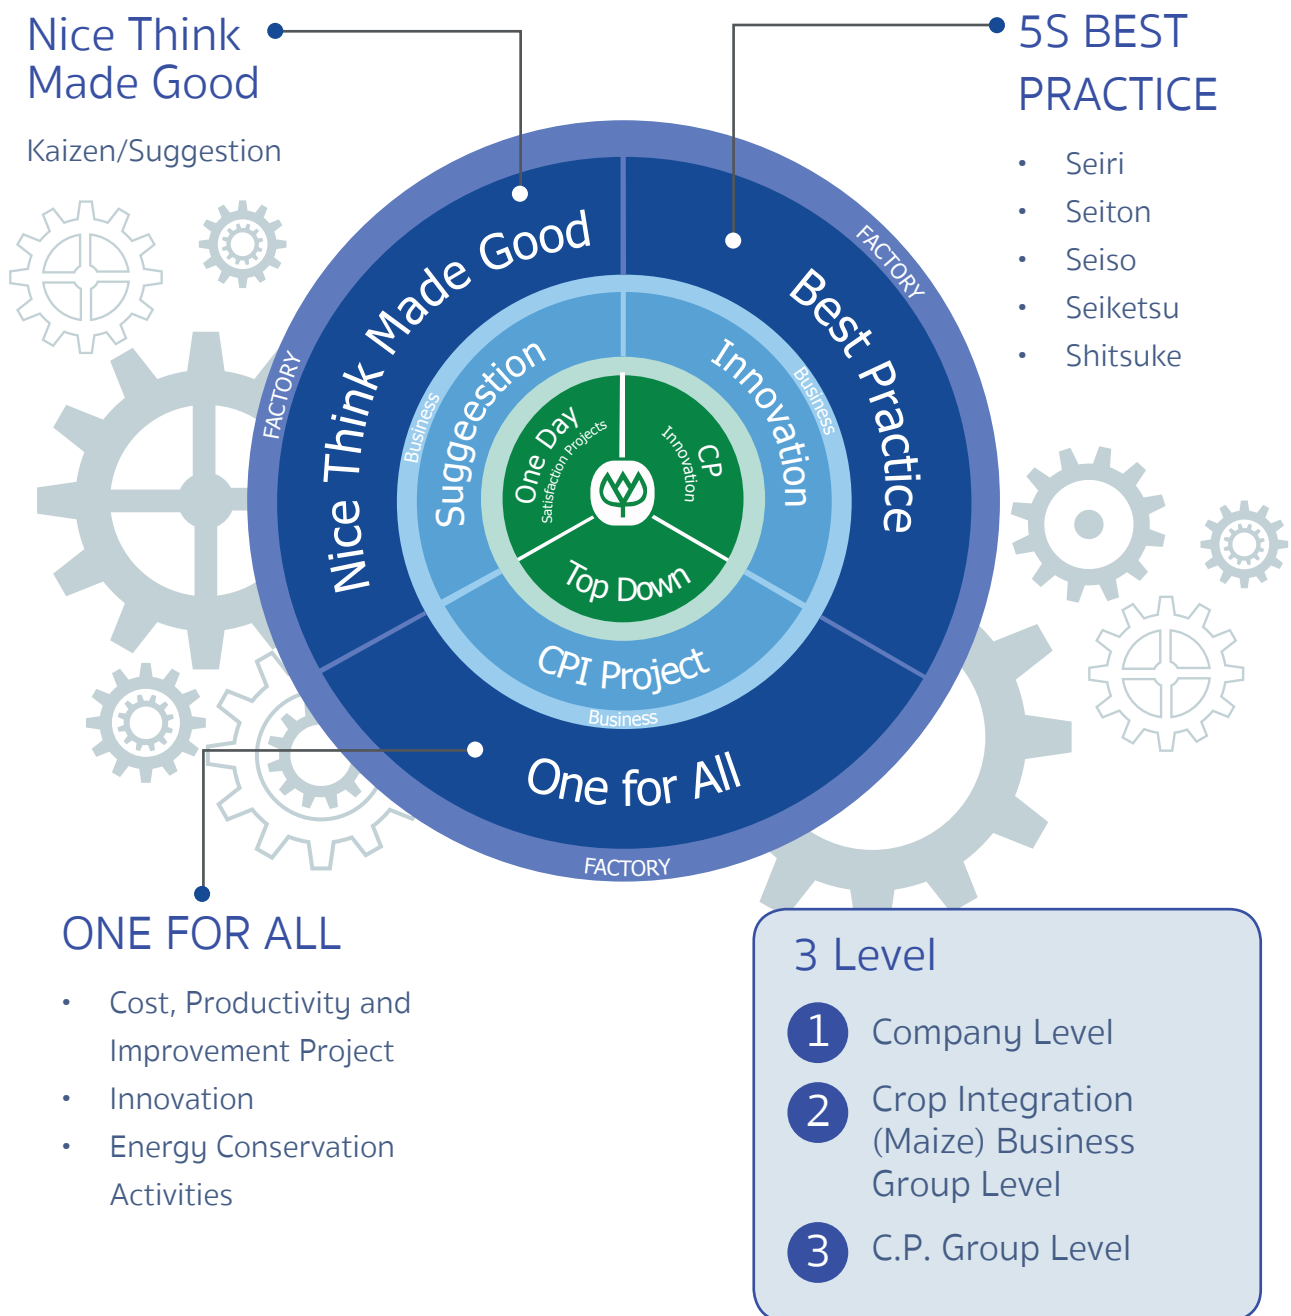 Nice Think
Made Good
Kaizen/Suggestion
5S BEST
PRACTICE
• Seiri
• Seiton
• Seiso
• Seiketsu
• Shitsuke
FACTORY
Nice Think Made Good
FACTORY
Best Practice
Business
Suggeestion
Business
Innovation
One Day
Satisfaction Projects
CP
Innovation
Top Down
CPI Project
Business
One for All
FACTORY
ONE FOR ALL
• Cost, Productivity and
Improvement Project
• Innovation
• Energy Conservation
Activities
3 Level
1 Company Level
2 Crop Integration
(Maize) Business
Group Level
3 C.P. Group Level